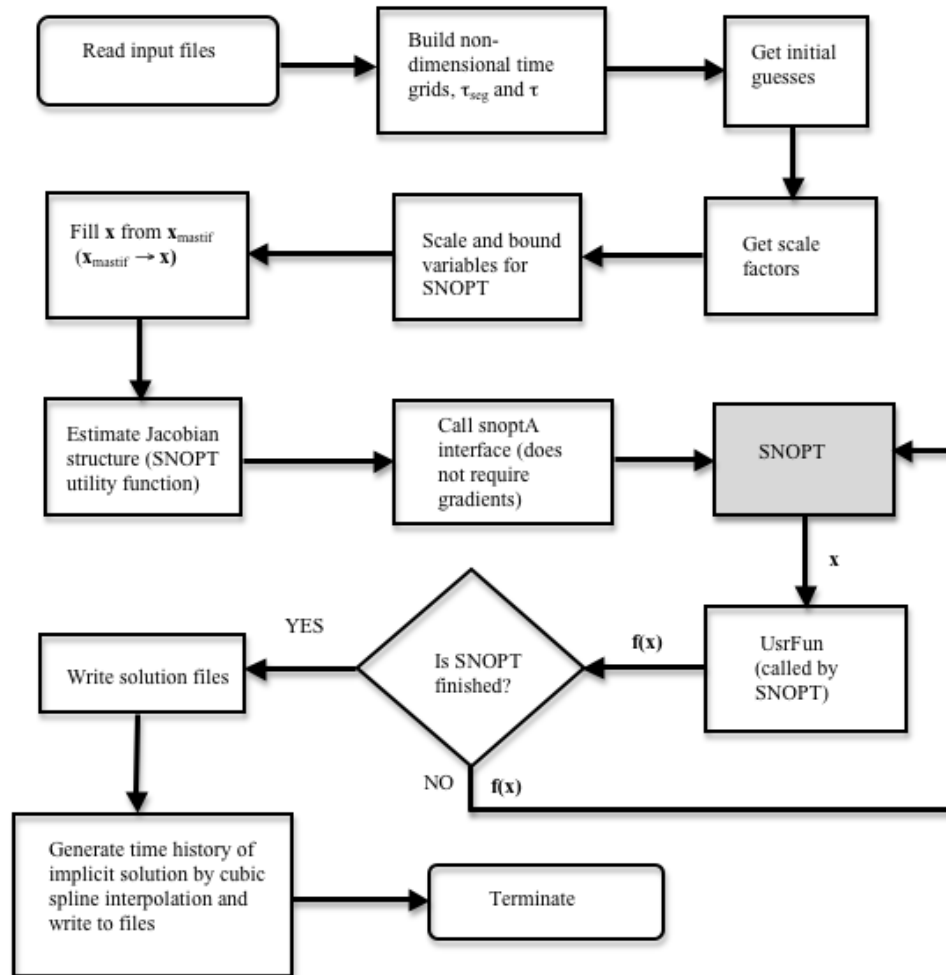 Read input files
Build non-
dimensional time
grids, τseg and τ
Get initial
guesses
Fill x from xmastif
(xmastif → x)
Scale and bound
variables for
SNOPT
Get scale
factors
Estimate Jacobian
structure (SNOPT
utility function)
Call snoptA
interface (does
not require
gradients)
SNOPT
x
YES
Write solution files
Is SNOPT
finished?
f(x)
UsrFun
(called by
SNOPT)
NO
f(x)
Generate time history of
implicit solution by cubic
spline interpolation and
write to files
Terminate